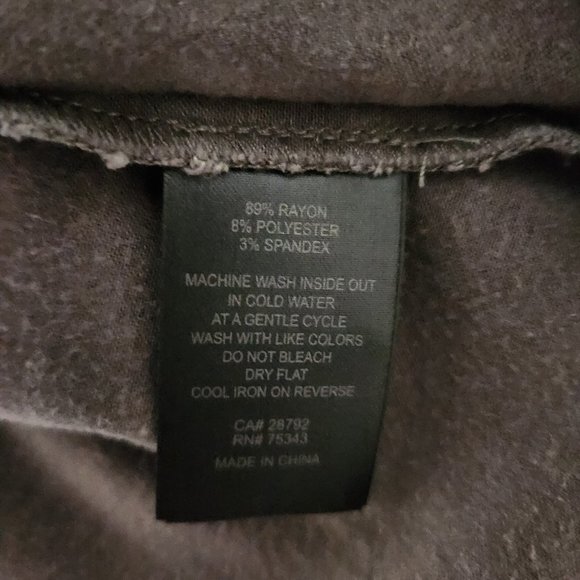 89% RAYON
8% POLYESTER
3% SPANDEX
MACHINE WASH INSIDE OUT
IN COLD WATER
AT A GENTLE CYCLE
WASH WITH LIKE COLORS
DO NOT BLEACH
DRY FLAT
COOL IRON ON REVERSE
CA# 28792
RN# 75343
MADE IN CHINA